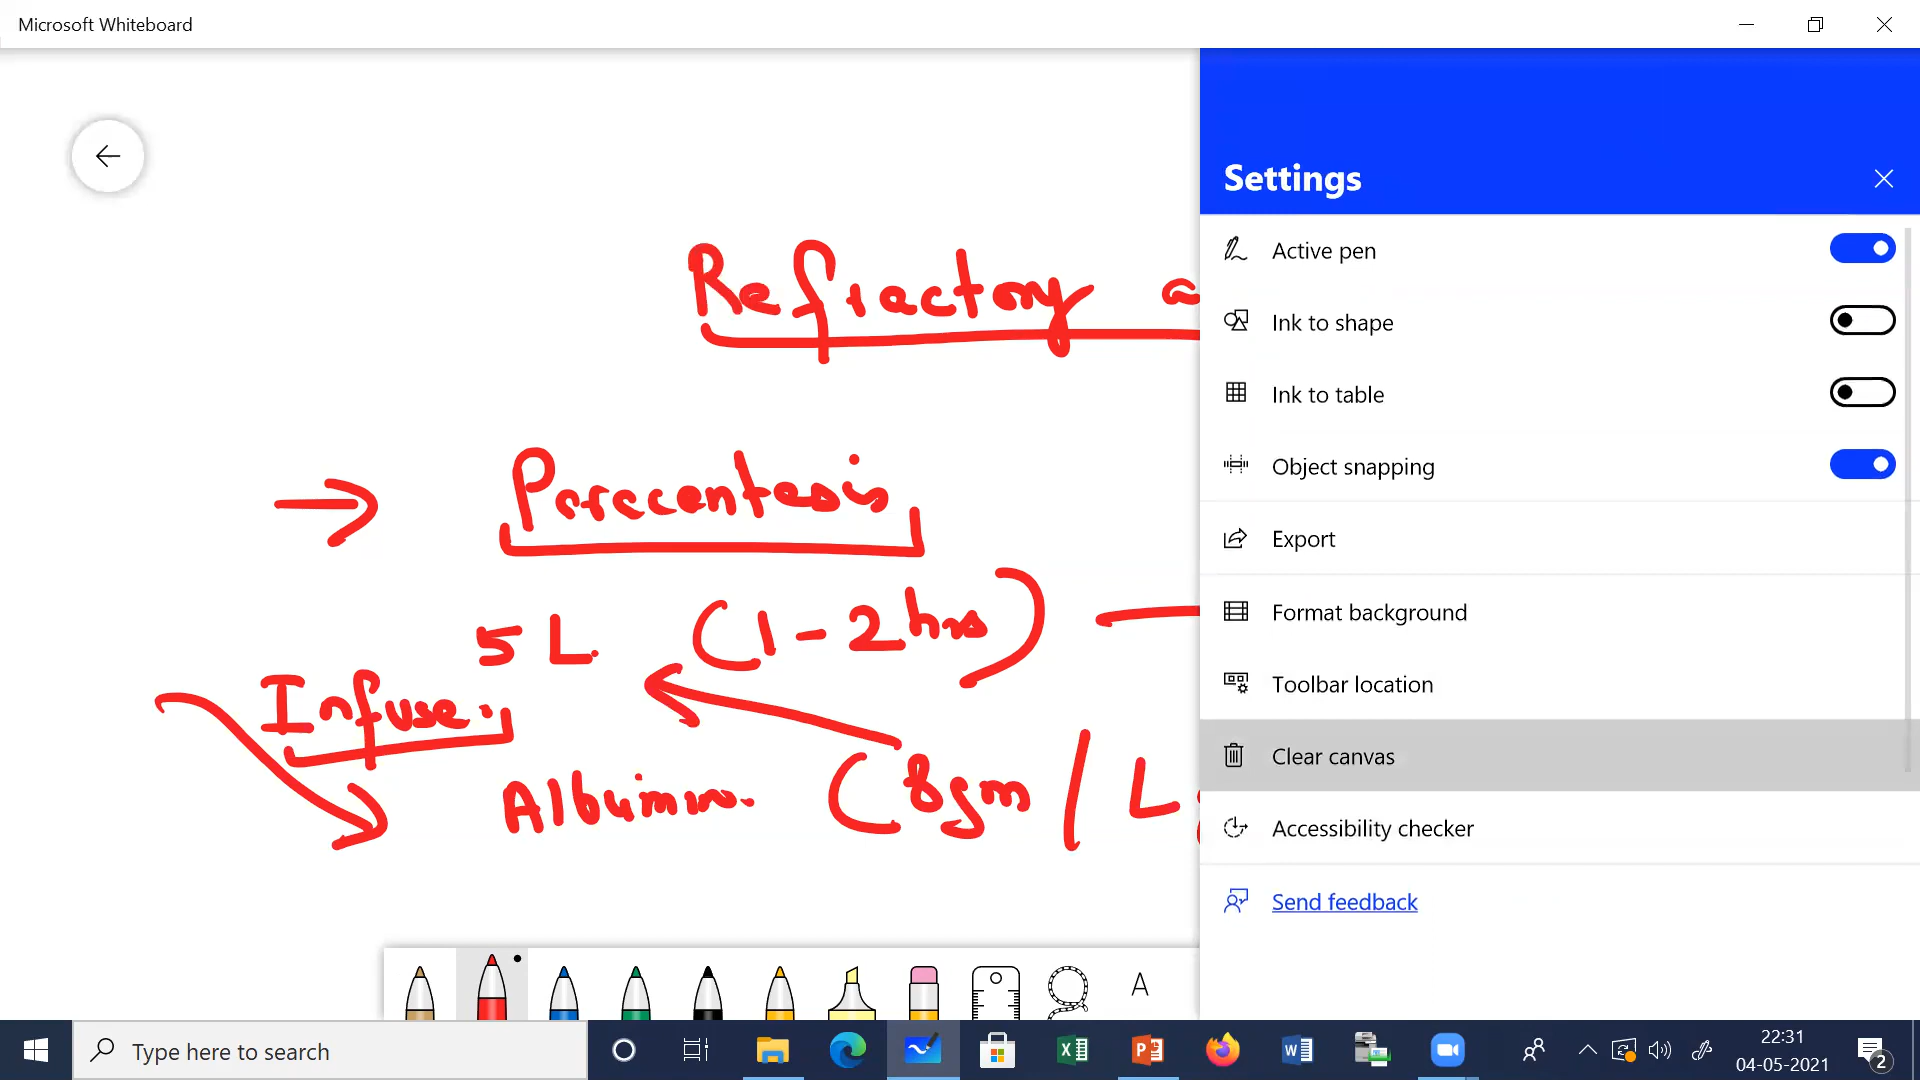 Microsoft Whiteboard
Settings
Active pen
Ink to shape
Ink to table
Object snapping
Export
Format background
Toolbar location
Clear canvas
Accessibility checker
Send feedback
Refractory a
→ Paracentesis
5 L. (1-2 hrs) —
Infuse.
Albumin. (8gm / L
A
Type here to search
22:31
04-05-2021
2